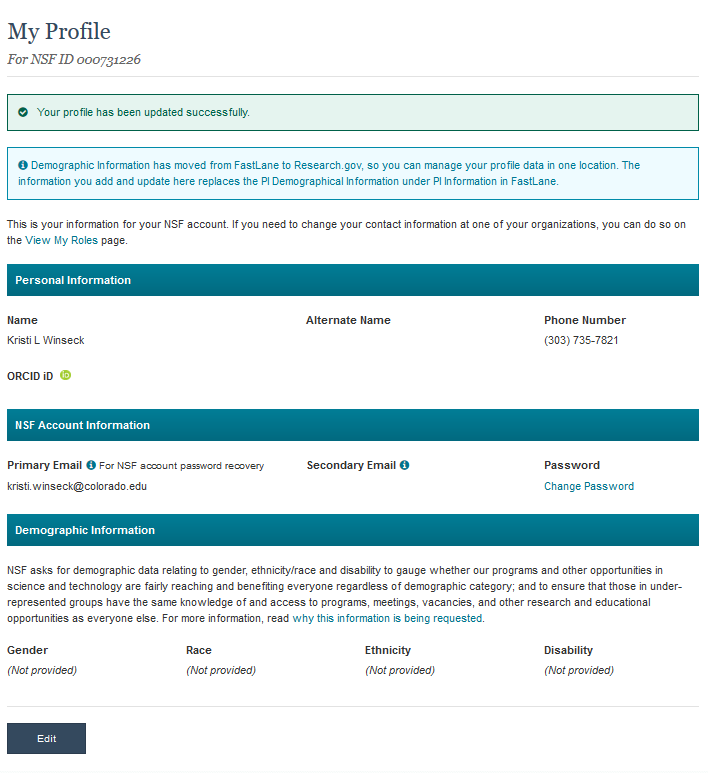 My Profile
For NSF ID 000731226
Your profile has been updated successfully.
Demographic Information has moved from FastLane to Research.gov, so you can manage your profile data in one location. The
information you add and update here replaces the PI Demographical Information under PI Information in FastLane.
This is your information for your NSF account. If you need to change your contact information at one of your organizations, you can do so on
the View My Roles page.
Personal Information
Name Alternate Name Phone Number
Kristi L Winseck (303) 735-7821
ORCID iD iD
NSF Account Information
Primary Email For NSF account password recovery Secondary Email Password
kristi.winseck@colorado.edu Change Password
Demographic Information
NSF asks for demographic data relating to gender, ethnicity/race and disability to gauge whether our programs and other opportunities in
science and technology are fairly reaching and benefiting everyone regardless of demographic category; and to ensure that those in under-
represented groups have the same knowledge of and access to programs, meetings, vacancies, and other research and educational
opportunities as everyone else. For more information, read why this information is being requested.
Gender Race Ethnicity Disability
(Not provided) (Not provided) (Not provided) (Not provided)
Edit